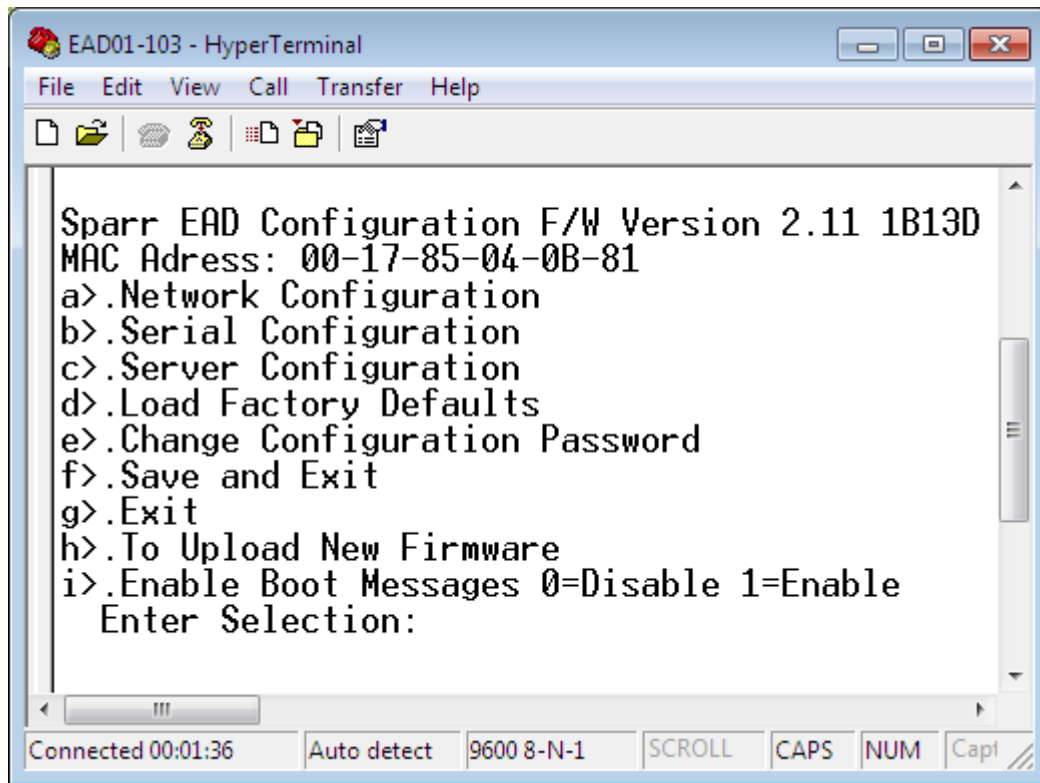 EAD01-103 - HyperTerminal
File Edit View Call Transfer Help
Sparr EAD Configuration F/W Version 2.11 1B13D
MAC Adress: 00-17-85-04-0B-81
a>.Network Configuration
b>.Serial Configuration
c>.Server Configuration
d>.Load Factory Defaults
e>.Change Configuration Password
f>.Save and Exit
g>.Exit
h>.To Upload New Firmware
i>.Enable Boot Messages 0=Disable 1=Enable
Enter Selection:
Connected 00:01:36 Auto detect 9600 8-N-1 SCROLL CAPS NUM Capt